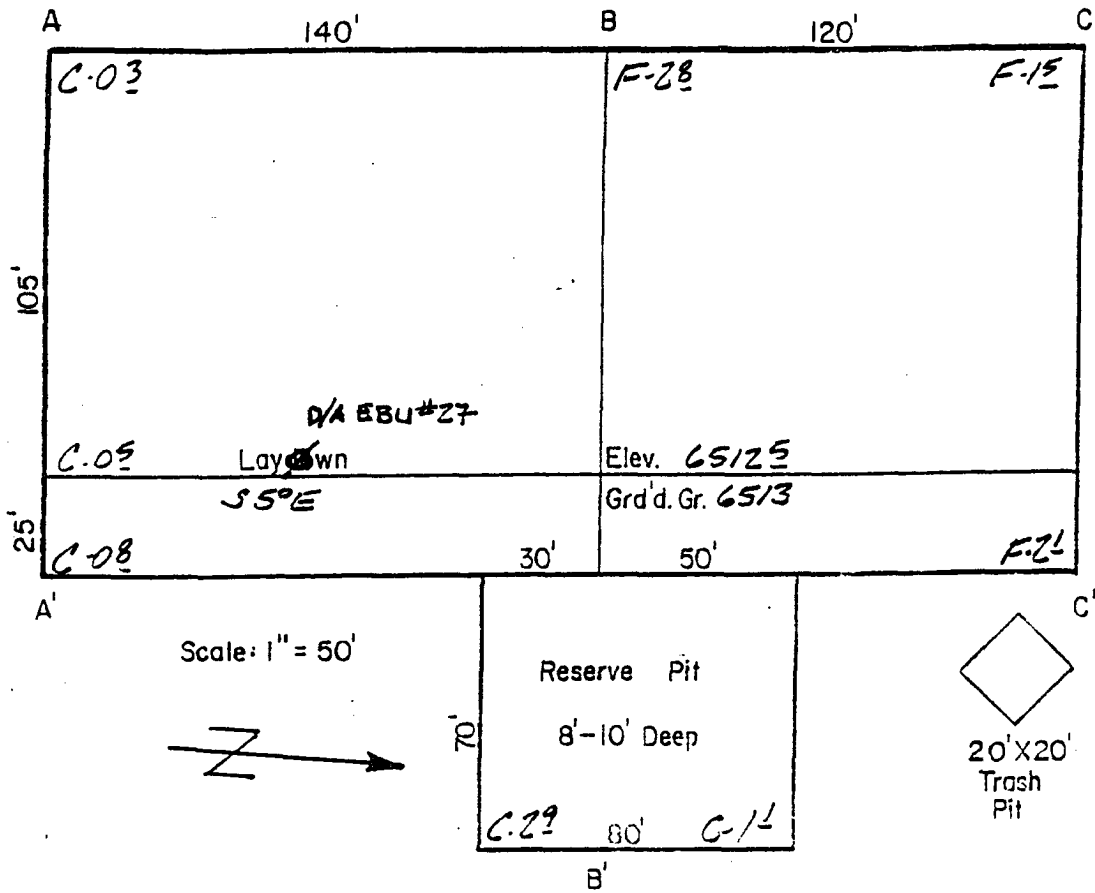 A B C
140' 120'
C-0 3 F-2 8 F-1 5
105'
D/A EBU #27
C-0 5 Laydown Elev. 6512 5
S 5° E Grd'd. Gr. 6513
25'
C-0 8 30' 50' F-2 1
A' C'
Scale: 1" = 50'
Reserve Pit
70'
8'-10' Deep
20'X20'
Trash
Pit
C-2 9 80' C-1 1
B'